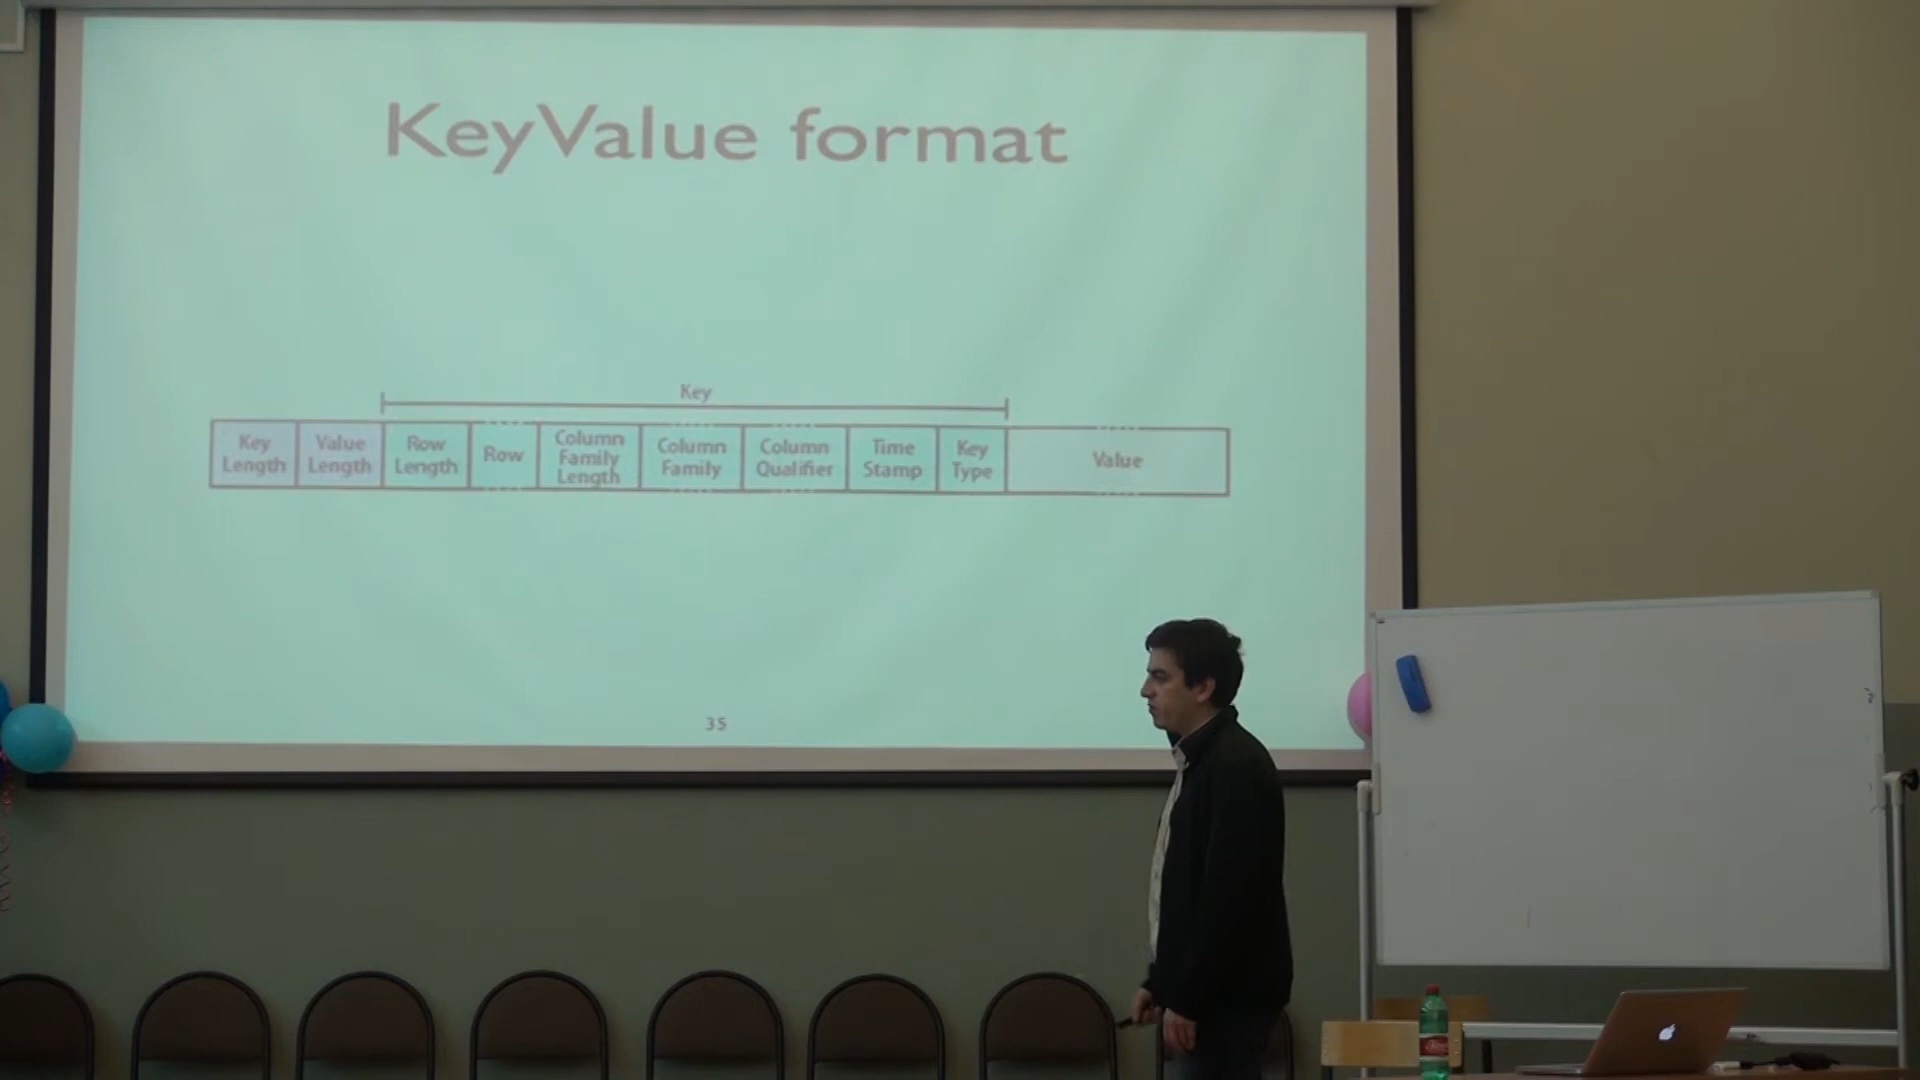 KeyValue format
Key
Key Length
Value Length
Row Length
Row
Column Family Length
Column Family
Column Qualifier
Time Stamp
Key Type
Value
35